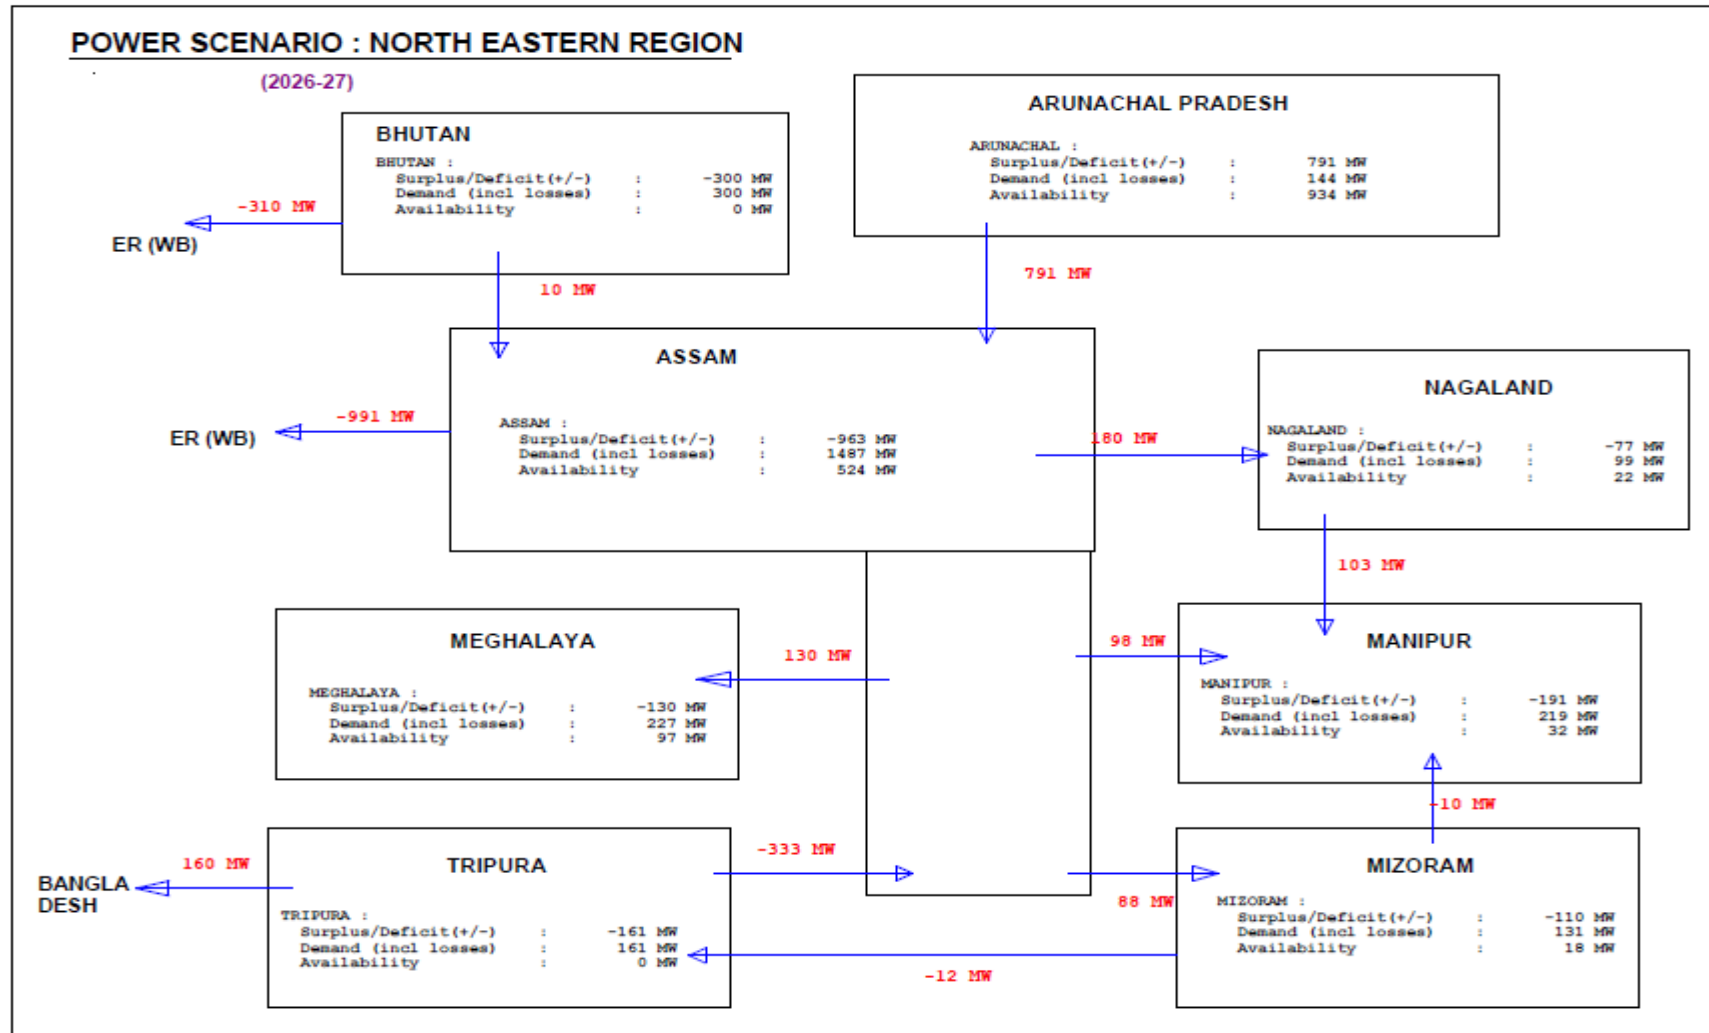 POWER SCENARIO : NORTH EASTERN REGION
(2026-27)
BHUTAN
BHUTAN :
Surplus/Deficit(+/-) : -300 MW
Demand (incl losses) : 300 MW
Availability : 0 MW
-310 MW
ER (WB)
10 MW
ARUNACHAL PRADESH
ARUNACHAL :
Surplus/Deficit(+/-) : 791 MW
Demand (incl losses) : 144 MW
Availability : 934 MW
791 MW
ASSAM
ASSAM :
Surplus/Deficit(+/-) : -963 MW
Demand (incl losses) : 1487 MW
Availability : 524 MW
-991 MW
ER (WB)
180 MW
NAGALAND
NAGALAND :
Surplus/Deficit(+/-) : -77 MW
Demand (incl losses) : 99 MW
Availability : 22 MW
103 MW
MEGHALAYA
MEGHALAYA :
Surplus/Deficit(+/-) : -130 MW
Demand (incl losses) : 227 MW
Availability : 97 MW
130 MW
98 MW
MANIPUR
MANIPUR :
Surplus/Deficit(+/-) : -191 MW
Demand (incl losses) : 219 MW
Availability : 32 MW
-10 MW
160 MW
BANGLA
DESH
TRIPURA
TRIPURA :
Surplus/Deficit(+/-) : -161 MW
Demand (incl losses) : 161 MW
Availability : 0 MW
-333 MW
88 MW
-12 MW
MIZORAM
MIZORAM :
Surplus/Deficit(+/-) : -110 MW
Demand (incl losses) : 131 MW
Availability : 18 MW